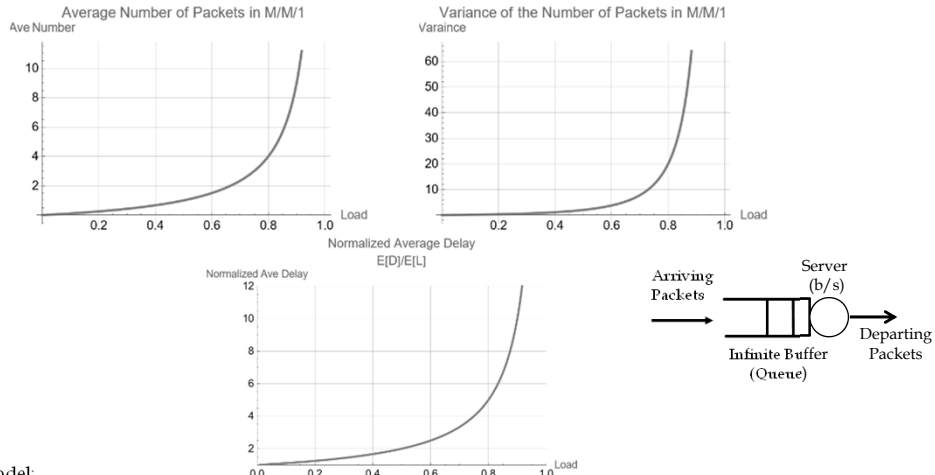 Average Number of Packets in M/M/1
Ave Number
10
8
6
4
2
0.2 0.4 0.6 0.8 1.0
Load
Variance of the Number of Packets in M/M/1
Varaince
60
50
40
30
20
10
0.2 0.4 0.6 0.8 1.0
Load
Normalized Average Delay
E[D]/E[L]
Normalized Ave Delay
12
10
8
6
4
2
0.0 0.2 0.4 0.6 0.8 1.0
Load
Arriving
Packets
Server
(b/s)
Departing
Packets
Infinite Buffer
(Queue)